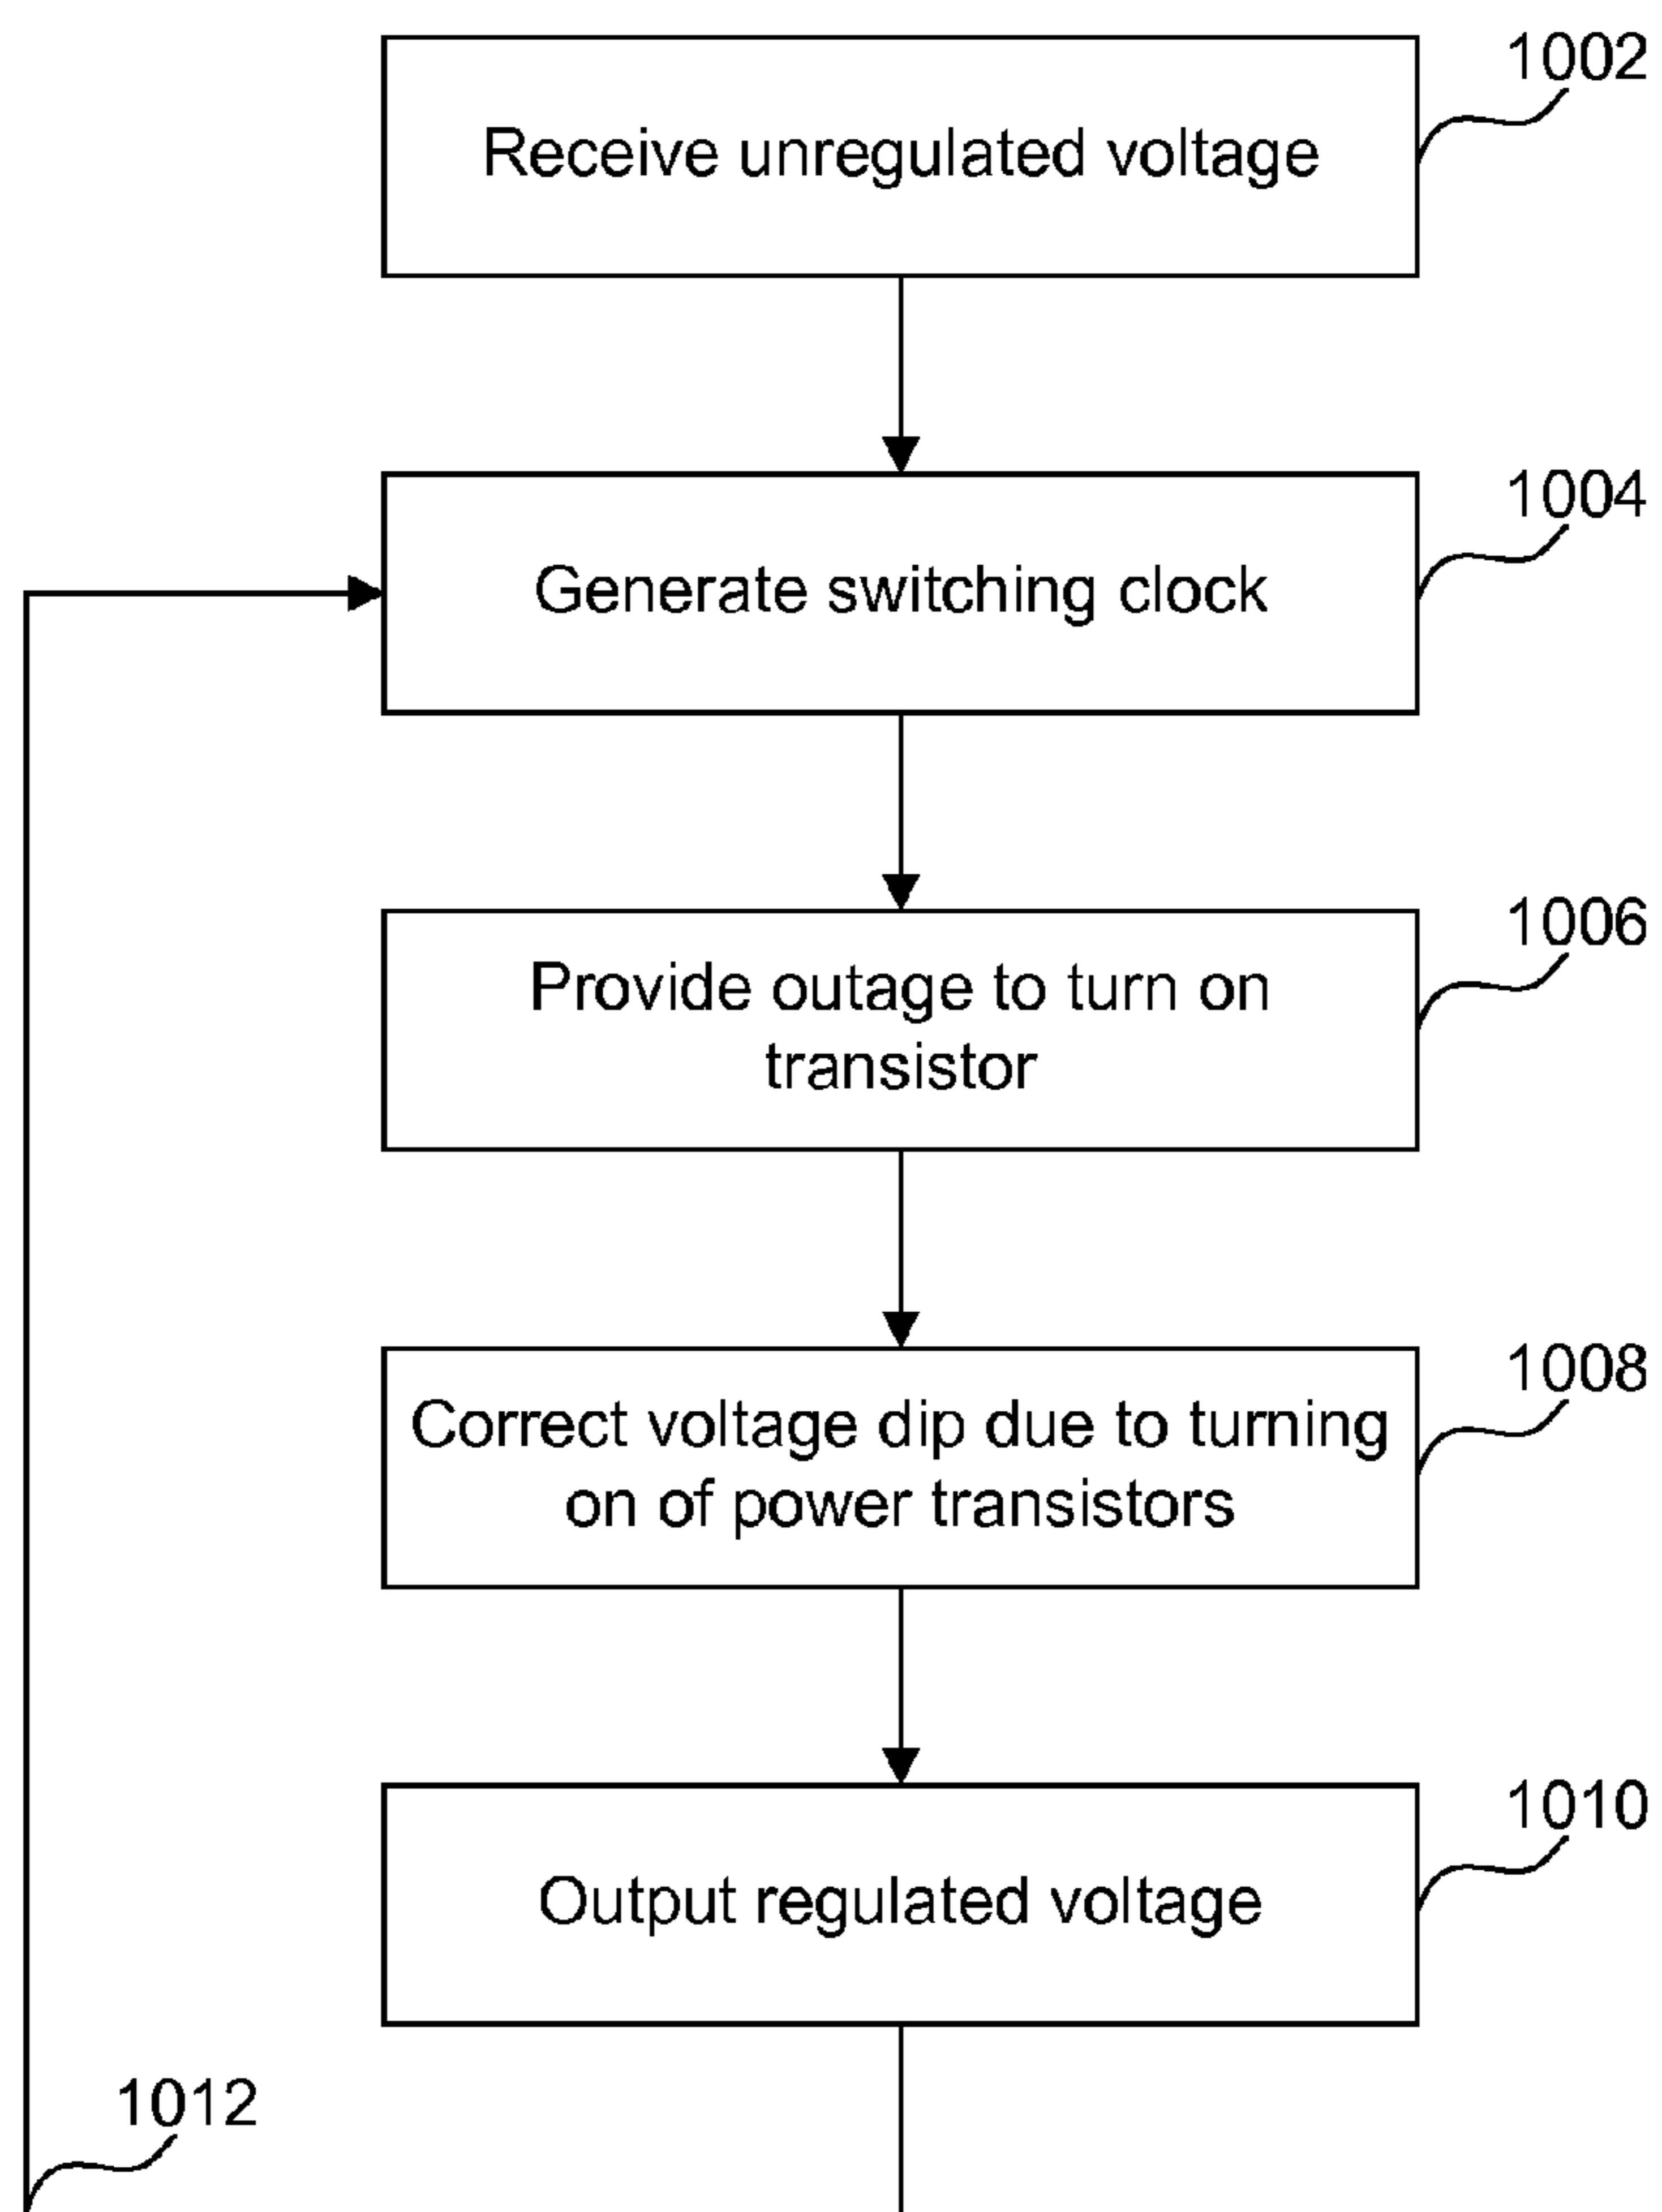 1002
Receive unregulated voltage
1004
Generate switching clock
1006
Provide outage to turn on
transistor
1008
Correct voltage dip due to turning
on of power transistors
1010
Output regulated voltage
1012